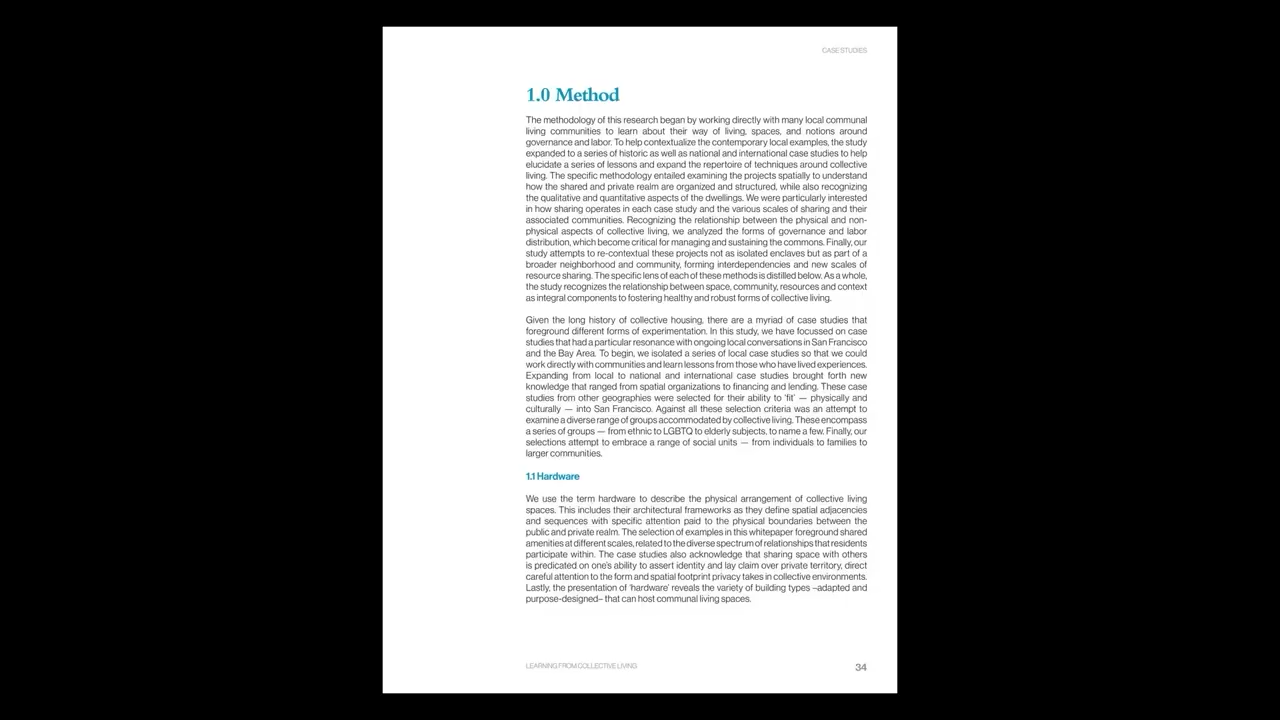 CASE STUDIES
1.0 Method
The methodology of this research began by working directly with many local communal
living communities to learn about their way of living, spaces, and notions around
governance and labor. To help contextualize the contemporary local examples, the study
expanded to a series of historic as well as national and international case studies to help
elucidate a series of lessons and expand the repertoire of techniques around collective
living. The specific methodology entailed examining the projects spatially to understand
how the shared and private realm are organized and structured, while also recognizing
the qualitative and quantitative aspects of the dwellings. We were particularly interested
in how sharing operates in each case study and the various scales of sharing and their
associated communities. Recognizing the relationship between the physical and non-
physical aspects of collective living, we analyzed the forms of governance and labor
distribution, which become critical for managing and sustaining the commons. Finally, our
study attempts to re-contextual these projects not as isolated enclaves but as part of a
broader neighborhood and community, forming interdependencies and new scales of
resource sharing. The specific lens of each of these methods is distilled below. As a whole,
the study recognizes the relationship between space, community, resources and context
as integral components to fostering healthy and robust forms of collective living.
Given the long history of collective housing, there are a myriad of case studies that
foreground different forms of experimentation. In this study, we have focussed on case
studies that had a particular resonance with ongoing local conversations in San Francisco
and the Bay Area. To begin, we isolated a series of local case studies so that we could
work directly with communities and learn lessons from those who have lived experiences.
Expanding from local to national and international case studies brought forth new
knowledge that ranged from spatial organizations to financing and lending. These case
studies from other geographies were selected for their ability to ‘fit’ — physically and
culturally — into San Francisco. Against all these selection criteria was an attempt to
examine a diverse range of groups accommodated by collective living. These encompass
a series of groups — from ethnic to LGBTQ to elderly subjects, to name a few. Finally, our
selections attempt to embrace a range of social units — from individuals to families to
larger communities.
1.1 Hardware
We use the term hardware to describe the physical arrangement of collective living
spaces. This includes their architectural frameworks as they define spatial adjacencies
and sequences with specific attention paid to the physical boundaries between the
public and private realm. The selection of examples in this whitepaper foreground shared
amenities at different scales, related to the diverse spectrum of relationships that residents
participate within. The case studies also acknowledge that sharing space with others
is predicated on one’s ability to assert identity and lay claim over private territory, direct
careful attention to the form and spatial footprint privacy takes in collective environments.
Lastly, the presentation of ‘hardware’ reveals the variety of building types –adapted and
purpose-designed– that can host communal living spaces.
LEARNING FROM COLLECTIVE LIVING
34